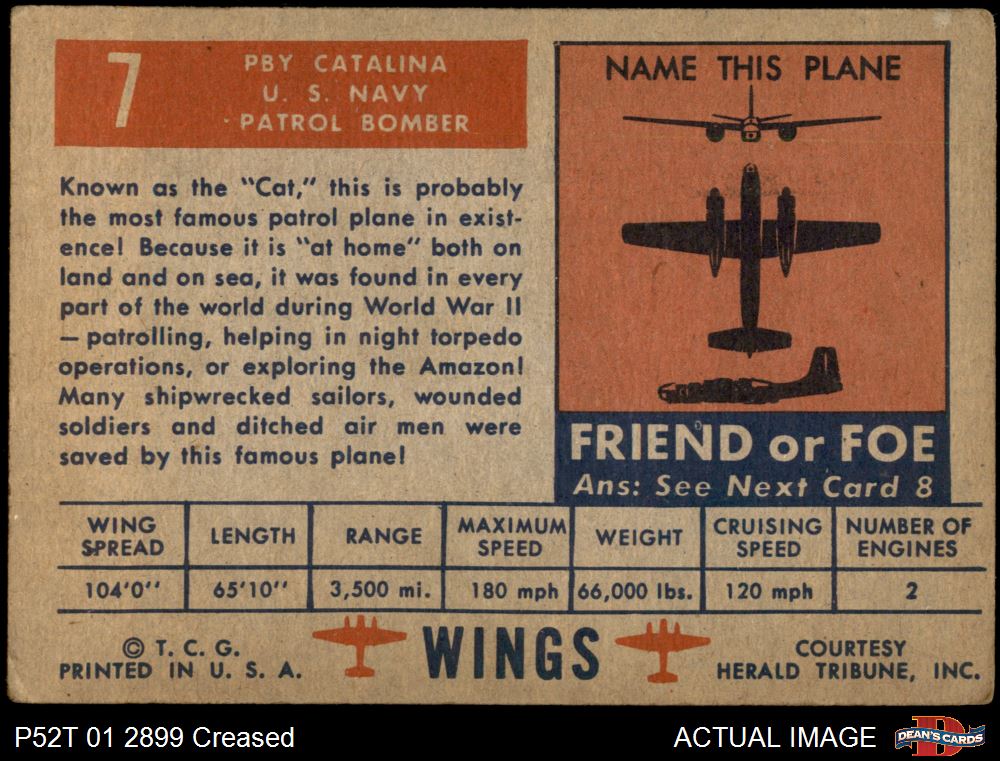 7
PBY CATALINA
U. S. NAVY
PATROL BOMBER
Known as the "Cat," this is probably
the most famous patrol plane in exist-
ence! Because it is "at home" both on
land and on sea, it was found in every
part of the world during World War II
— patrolling, helping in night torpedo
operations, or exploring the Amazon!
Many shipwrecked sailors, wounded
soldiers and ditched air men were
saved by this famous plane!
NAME THIS PLANE
FRIEND or FOE
Ans: See Next Card 8
WING SPREAD LENGTH RANGE MAXIMUM SPEED WEIGHT CRUISING SPEED NUMBER OF ENGINES
104'0" 65'10" 3,500 mi. 180 mph 66,000 lbs. 120 mph 2
© T. C. G.
PRINTED IN U. S. A.
WINGS
COURTESY
HERALD TRIBUNE, INC.
P52T 01 2899 Creased
ACTUAL IMAGE
D
DEAN'S CARDS